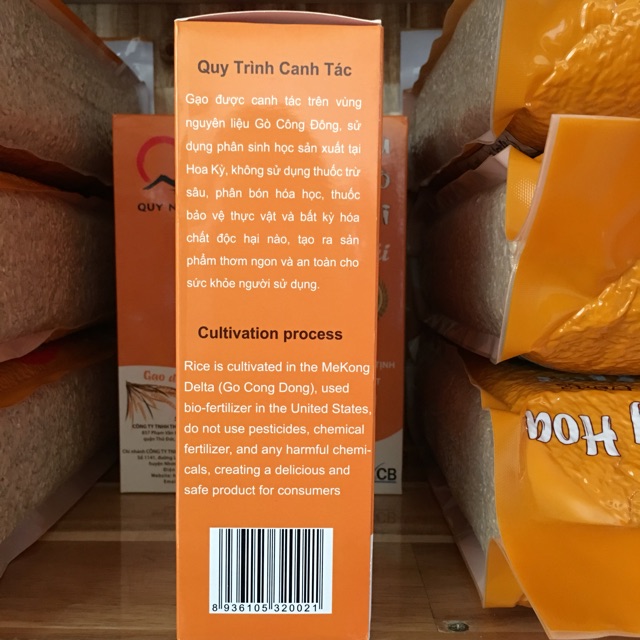 Quy Trình Canh Tác
Gạo được canh tác trên vùng
nguyên liệu Gò Công Đông, sử
dụng phân sinh học sản xuất tại
Hoa Kỳ, không sử dụng thuốc trừ
sâu, phân bón hóa học, thuốc
bảo vệ thực vật và bất kỳ hóa
chất độc hại nào, tạo ra sản
phẩm thơm ngon và an toàn cho
sức khỏe người sử dụng.
Cultivation process
Rice is cultivated in the MeKong
Delta (Go Cong Dong), used
bio-fertilizer in the United States,
do not use pesticides, chemical
fertilizer, and any harmful chemi-
cals, creating a delicious and
safe product for consumers
8 936105 320021
QUY
Gạo
CÔNG TY TNHH
CB
Hoa